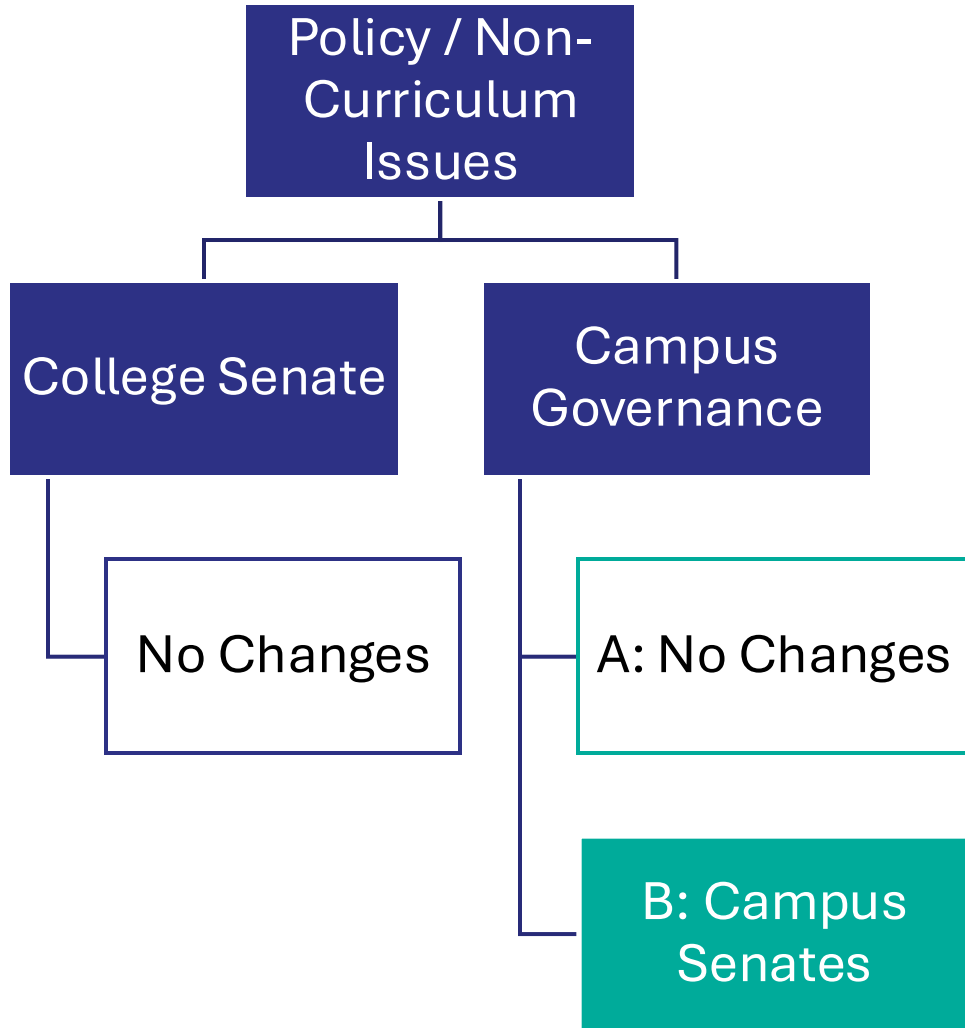 Policy / Non-
Curriculum
Issues
College Senate
Campus
Governance
No Changes
A: No Changes
B: Campus
Senates